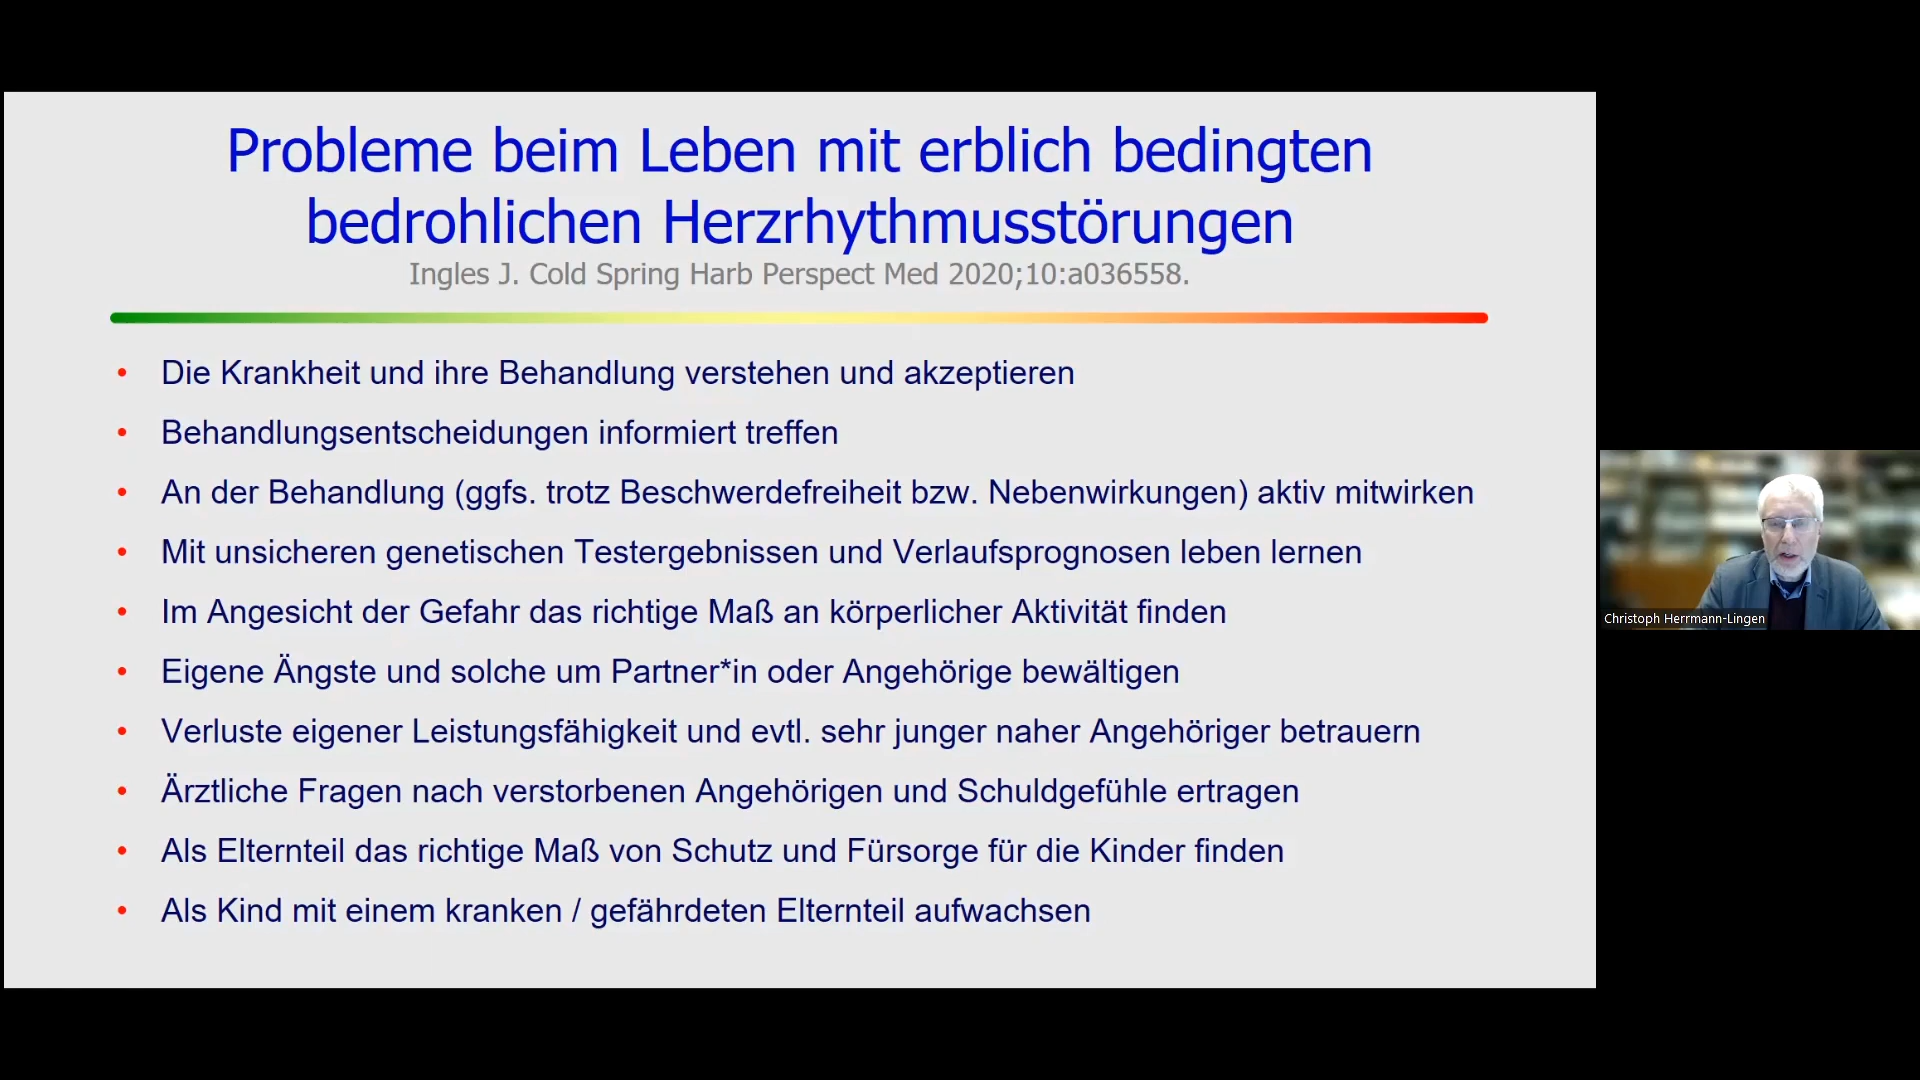 Probleme beim Leben mit erblich bedingten
bedrohlichen Herzrhythmusstörungen
Ingles J. Cold Spring Harb Perspect Med 2020;10:a036558.
• Die Krankheit und ihre Behandlung verstehen und akzeptieren
• Behandlungsentscheidungen informiert treffen
• An der Behandlung (ggfs. trotz Beschwerdefreiheit bzw. Nebenwirkungen) aktiv mitwirken
• Mit unsicheren genetischen Testergebnissen und Verlaufsprognosen leben lernen
• Im Angesicht der Gefahr das richtige Maß an körperlicher Aktivität finden
• Eigene Ängste und solche um Partner*in oder Angehörige bewältigen
• Verluste eigener Leistungsfähigkeit und evtl. sehr junger naher Angehöriger betrauern
• Ärztliche Fragen nach verstorbenen Angehörigen und Schuldgefühle ertragen
• Als Elternteil das richtige Maß von Schutz und Fürsorge für die Kinder finden
• Als Kind mit einem kranken / gefährdeten Elternteil aufwachsen
Christoph Herrmann-Lingen